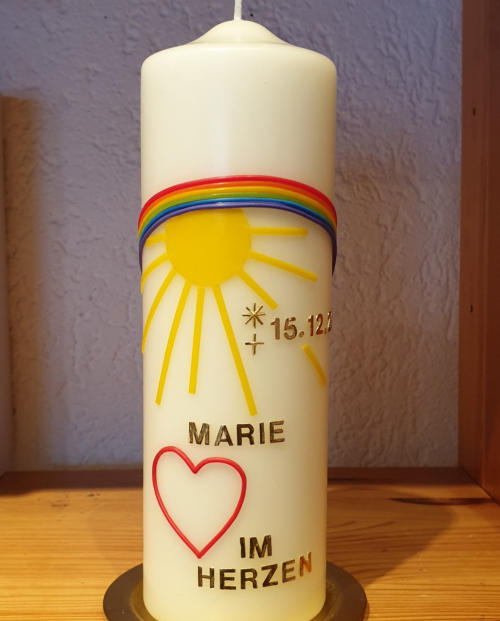 15.12.
MARIE
IM
HERZEN